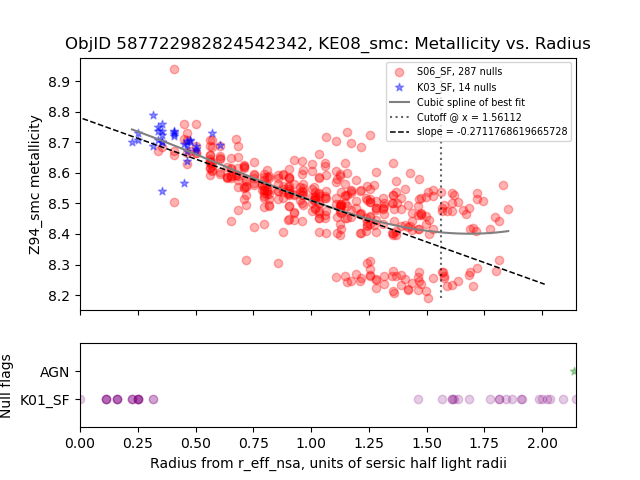 ObjID 587722982824542342, KE08_smc: Metallicity vs. Radius
S06_SF, 287 nulls
K03_SF, 14 nulls
Cubic spline of best fit
Cutoff @ x = 1.56112
slope = -0.2711768619665728
Z94_smc metallicity
8.9
8.8
8.7
8.6
8.5
8.4
8.3
8.2
Null flags
AGN
K01_SF
0.00 0.25 0.50 0.75 1.00 1.25 1.50 1.75 2.00
Radius from r_eff_nsa, units of sersic half light radii